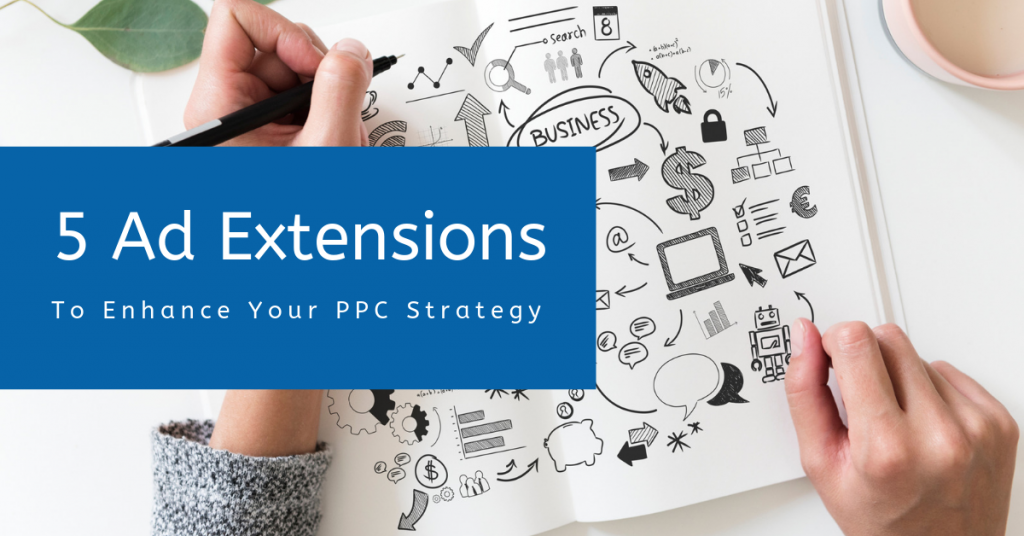 search
8
15%
BUSINESS
5 Ad Extensions
@
To Enhance Your PPC Strategy